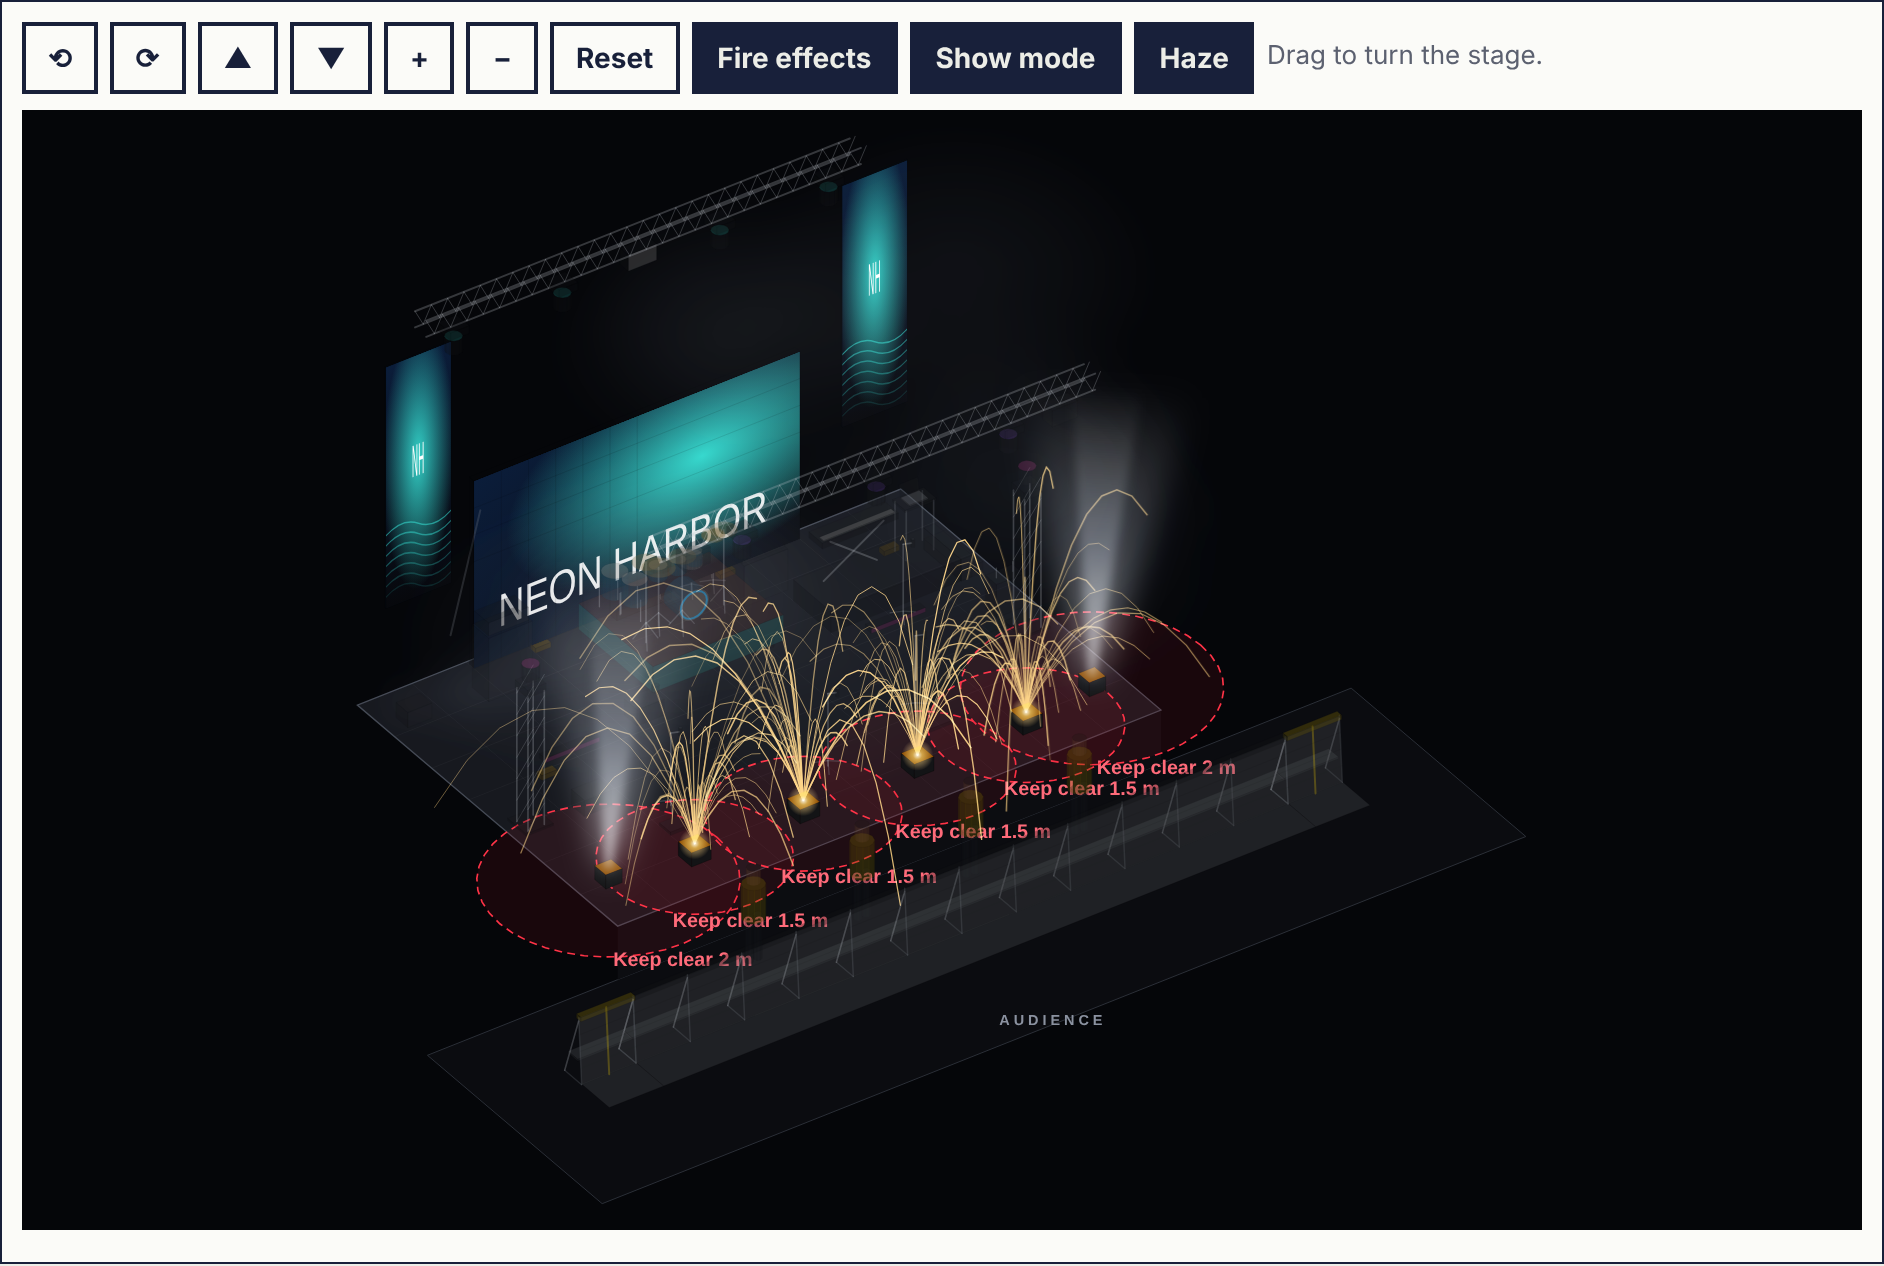 ⟲ ⟳ ▲ ▼ + − Reset Fire effects Show mode Haze Drag to turn the stage.
NH
NH
NEON HARBOR
Keep clear 2 m
Keep clear 1.5 m
Keep clear 1.5 m
Keep clear 1.5 m
Keep clear 1.5 m
Keep clear 2 m
AUDIENCE